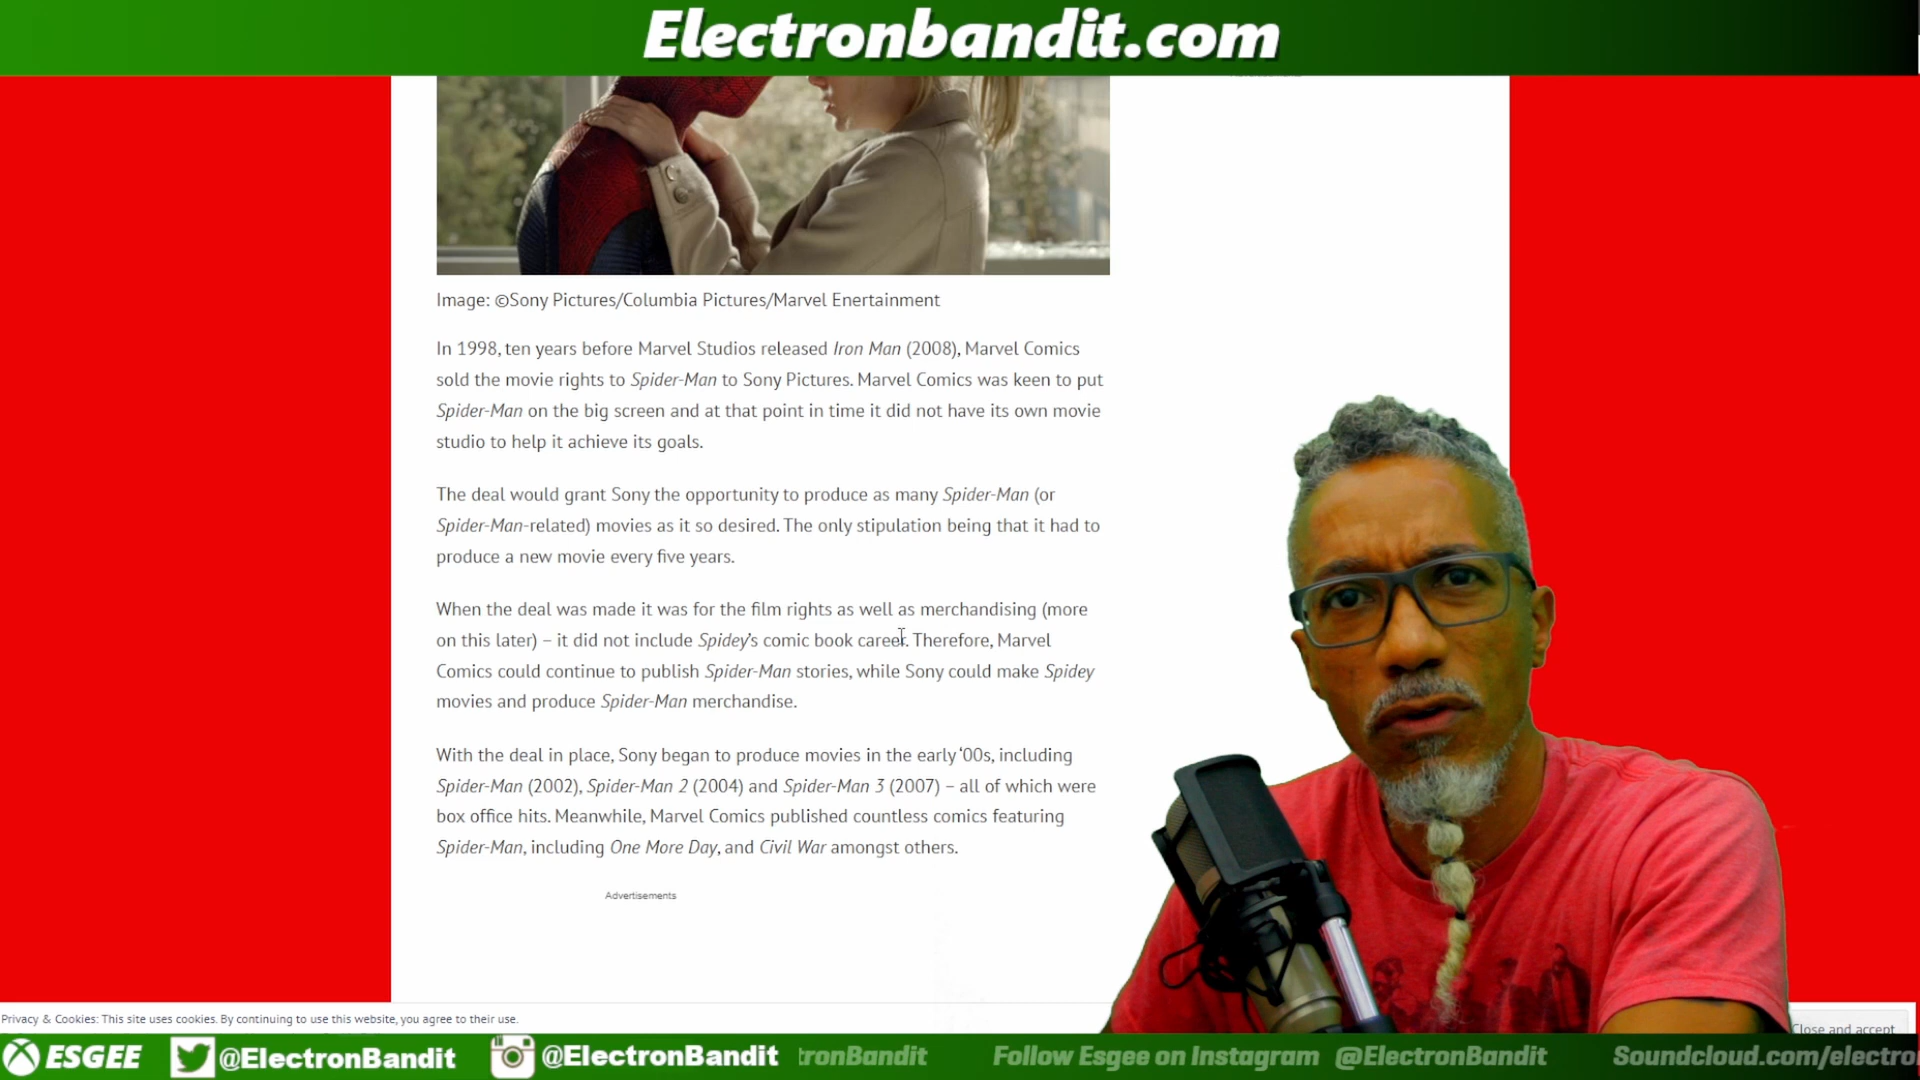 Electronbandit.com
Image: ©Sony Pictures/Columbia Pictures/Marvel Enertainment
In 1998, ten years before Marvel Studios released Iron Man (2008), Marvel Comics
sold the movie rights to Spider-Man to Sony Pictures. Marvel Comics was keen to put
Spider-Man on the big screen and at that point in time it did not have its own movie
studio to help it achieve its goals.
The deal would grant Sony the opportunity to produce as many Spider-Man (or
Spider-Man-related) movies as it so desired. The only stipulation being that it had to
produce a new movie every five years.
When the deal was made it was for the film rights as well as merchandising (more
on this later) – it did not include Spidey's comic book career. Therefore, Marvel
Comics could continue to publish Spider-Man stories, while Sony could make Spidey
movies and produce Spider-Man merchandise.
With the deal in place, Sony began to produce movies in the early ‘00s, including
Spider-Man (2002), Spider-Man 2 (2004) and Spider-Man 3 (2007) – all of which were
box office hits. Meanwhile, Marvel Comics published countless comics featuring
Spider-Man, including One More Day, and Civil War amongst others.
Advertisements
Privacy & Cookies: This site uses cookies. By continuing to use this website, you agree to their use.
Close and accept
ESGEE @ElectronBandit @ElectronBandit tronBandit Follow Esgee on Instagram @ElectronBandit Soundcloud.com/electro